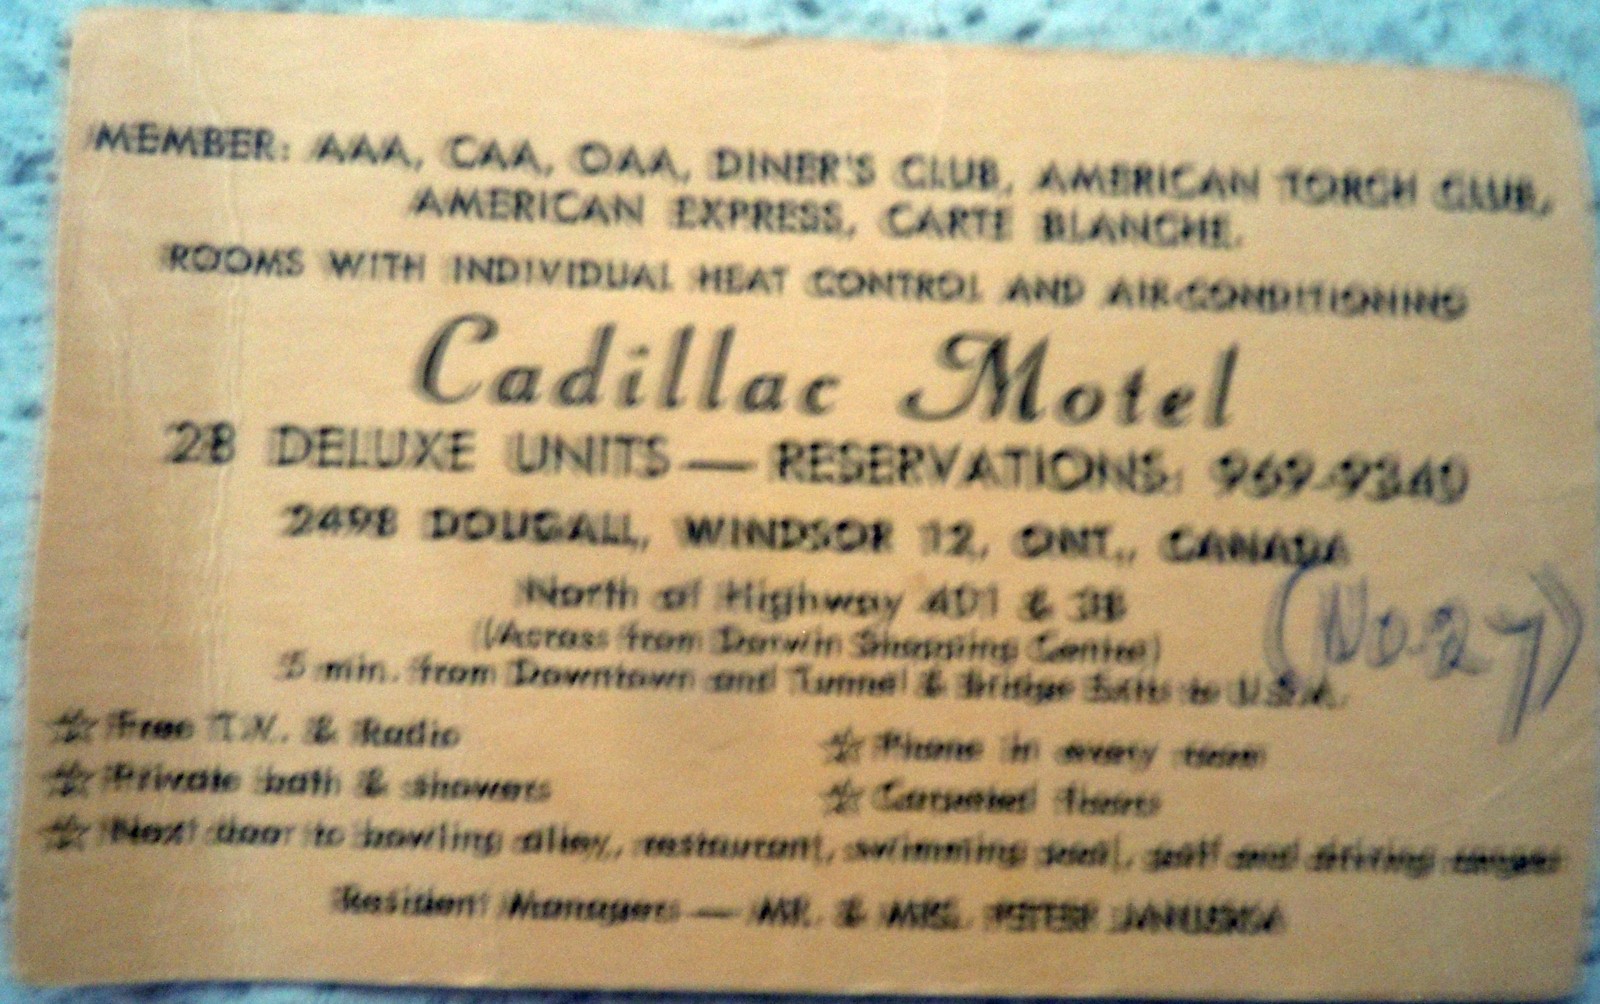 MEMBER: AAA, CAA, OAA, DINER'S CLUB, AMERICAN TORCH CLUB,
AMERICAN EXPRESS, CARTE BLANCHE.
ROOMS WITH INDIVIDUAL HEAT CONTROL AND AIR-CONDITIONING
Cadillac Motel
28 DELUXE UNITS — RESERVATIONS: 969-9340
2498 DOUGALL, WINDSOR 12, ONT., CANADA
North of Highway 401 & 3B
(Across from Dorwin Shopping Centre)
(No. 27)
5 min. from Downtown and Tunnel & Bridge Exits to U.S.A.
☆ Free T.V. & Radio ☆ Phone in every room
☆ Private bath & showers ☆ Carpeted floors
☆ Next door to bowling alley, restaurant, swimming pool, golf and driving ranges
Resident Managers — MR. & MRS. PETER